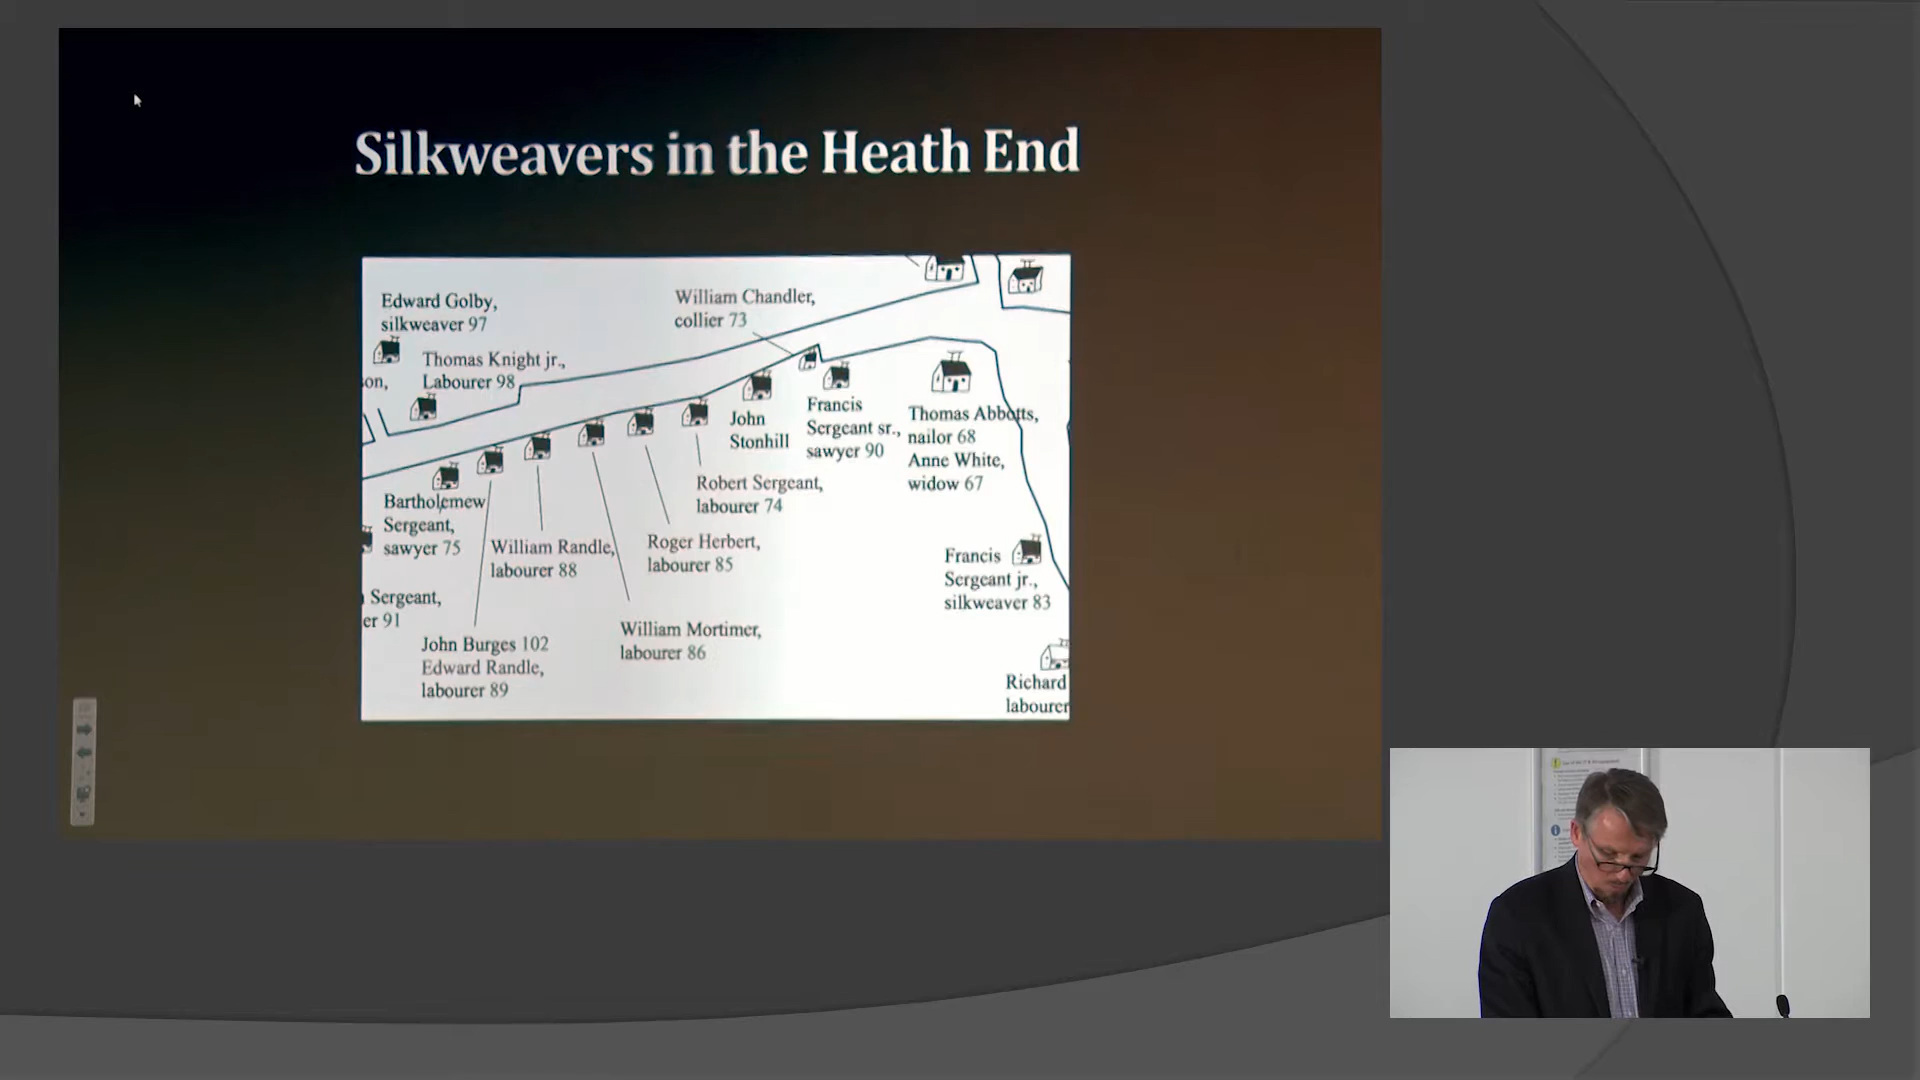 Silkweavers in the Heath End
Edward Golby,
silkweaver 97
William Chandler,
collier 73
Thomas Knight jr.,
Labourer 98
on,
John
Stonhill
Francis
Sergeant sr.,
sawyer 90
Thomas Abbotts,
nailor 68
Anne White,
widow 67
Robert Sergeant,
labourer 74
Bartholemew
Sergeant,
sawyer 75
William Randle,
labourer 88
Roger Herbert,
labourer 85
Francis
Sergeant jr.,
silkweaver 83
Sergeant,
er 91
John Burges 102
Edward Randle,
labourer 89
William Mortimer,
labourer 86
Richard
labourer